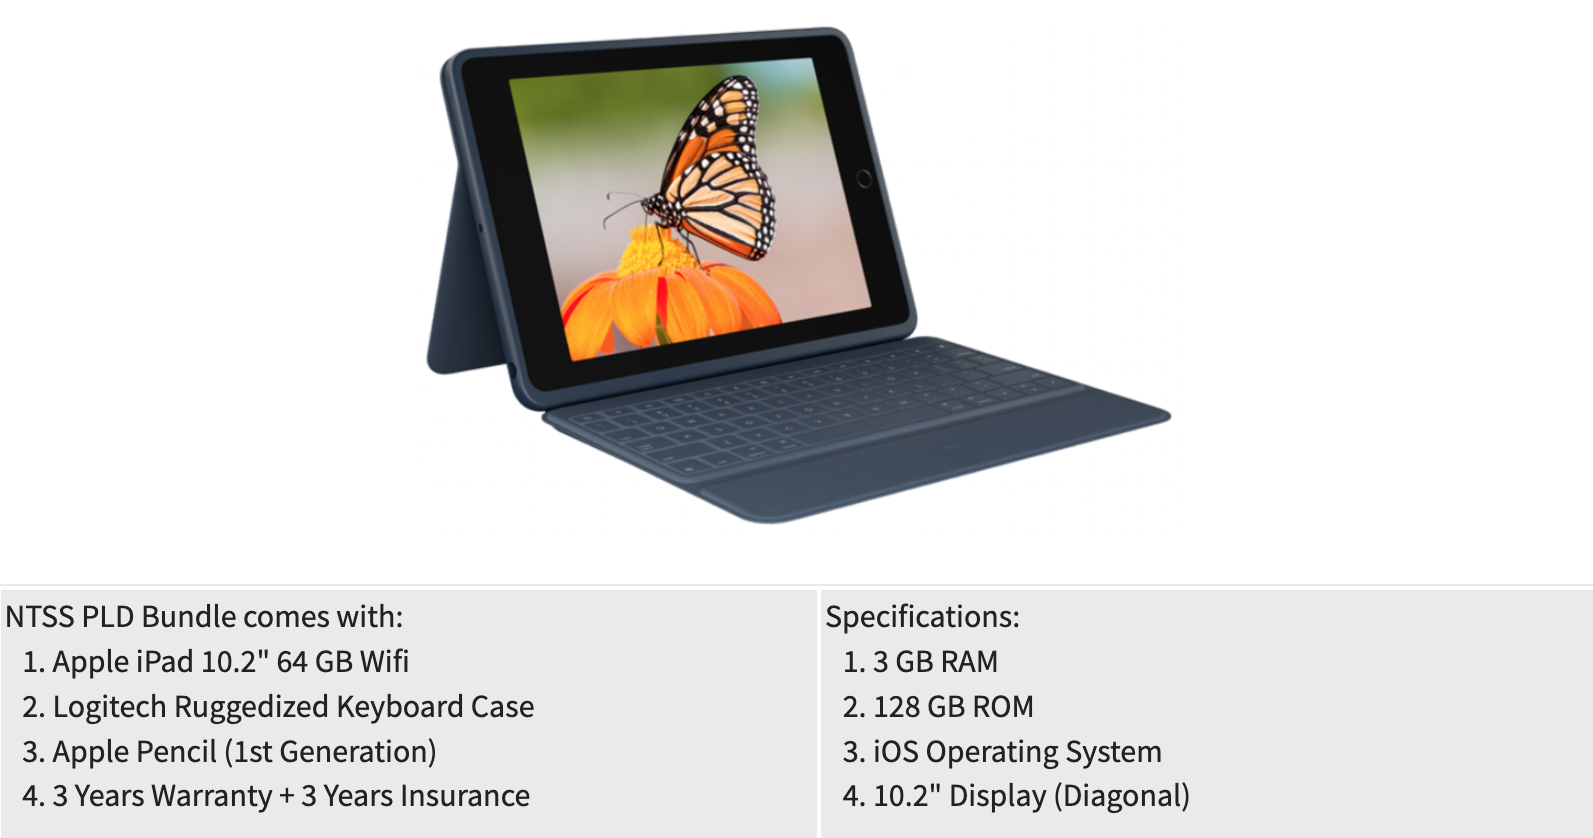 NTSS PLD Bundle comes with:
1. Apple iPad 10.2" 64 GB Wifi
2. Logitech Ruggedized Keyboard Case
3. Apple Pencil (1st Generation)
4. 3 Years Warranty + 3 Years Insurance
Specifications:
1. 3 GB RAM
2. 128 GB ROM
3. iOS Operating System
4. 10.2" Display (Diagonal)